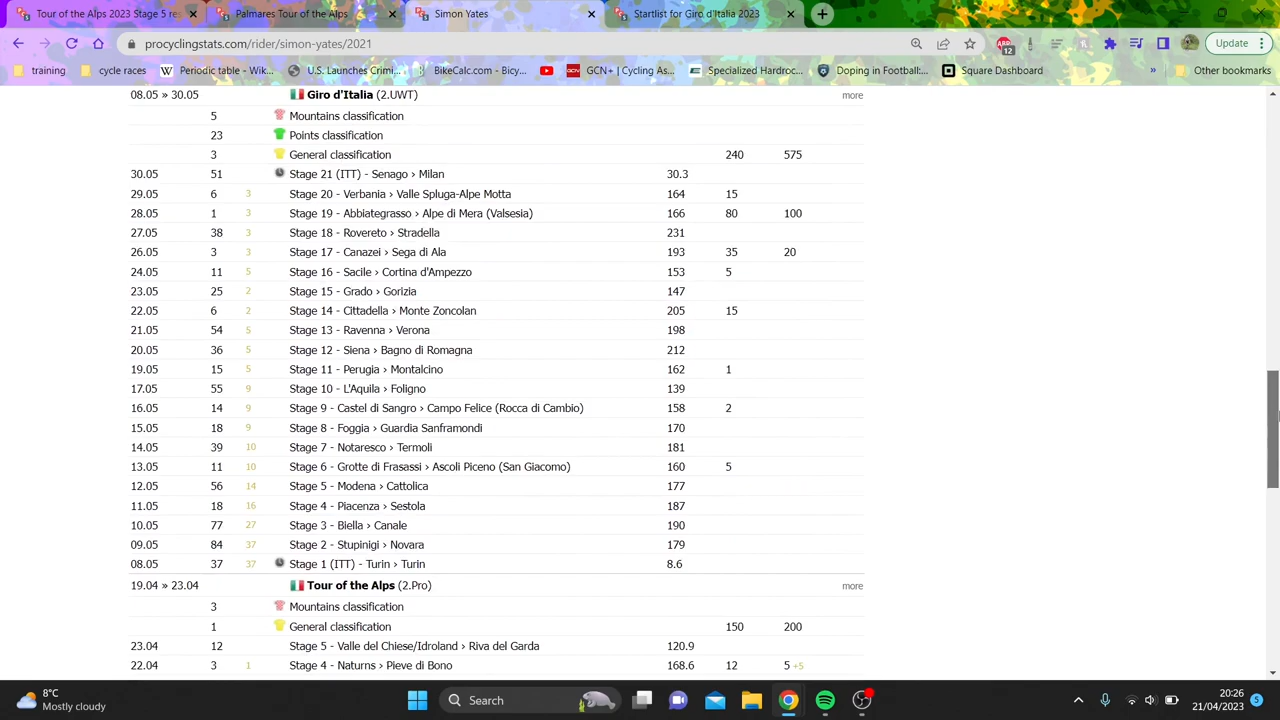 Tour of the Alps 2023 Stage 5 res
Palmares Tour of the Alps
Simon Yates
Startlist for Giro d'Italia 2023
procyclingstats.com/rider/simon-yates/2021
12
Update
training
cycle races
Periodic table - Wik...
U.S. Launches Crimi...
BikeCalc.com - Bicy...
GCN+ | Cycling As...
Specialized Hardroc...
Doping in Football:...
Square Dashboard
»
Other bookmarks
08.05 » 30.05 Giro d'Italia (2.UWT) more
5 Mountains classification
23 Points classification
3 General classification 240 575
30.05 51 Stage 21 (ITT) - Senago › Milan 30.3
29.05 6 3 Stage 20 - Verbania › Valle Spluga-Alpe Motta 164 15
28.05 1 3 Stage 19 - Abbiategrasso › Alpe di Mera (Valsesia) 166 80 100
27.05 38 3 Stage 18 - Rovereto › Stradella 231
26.05 3 3 Stage 17 - Canazei › Sega di Ala 193 35 20
24.05 11 5 Stage 16 - Sacile › Cortina d'Ampezzo 153 5
23.05 25 2 Stage 15 - Grado › Gorizia 147
22.05 6 2 Stage 14 - Cittadella › Monte Zoncolan 205 15
21.05 54 5 Stage 13 - Ravenna › Verona 198
20.05 36 5 Stage 12 - Siena › Bagno di Romagna 212
19.05 15 5 Stage 11 - Perugia › Montalcino 162 1
17.05 55 9 Stage 10 - L'Aquila › Foligno 139
16.05 14 9 Stage 9 - Castel di Sangro › Campo Felice (Rocca di Cambio) 158 2
15.05 18 9 Stage 8 - Foggia › Guardia Sanframondi 170
14.05 39 10 Stage 7 - Notaresco › Termoli 181
13.05 11 10 Stage 6 - Grotte di Frasassi › Ascoli Piceno (San Giacomo) 160 5
12.05 56 14 Stage 5 - Modena › Cattolica 177
11.05 18 16 Stage 4 - Piacenza › Sestola 187
10.05 77 27 Stage 3 - Biella › Canale 190
09.05 84 37 Stage 2 - Stupinigi › Novara 179
08.05 37 37 Stage 1 (ITT) - Turin › Turin 8.6
19.04 » 23.04 Tour of the Alps (2.Pro) more
3 Mountains classification
1 General classification 150 200
23.04 12 Stage 5 - Valle del Chiese/Idroland › Riva del Garda 120.9
22.04 3 1 Stage 4 - Naturns › Pieve di Bono 168.6 12 5 +5
8°C
Mostly cloudy
Search
20:26
21/04/2023
5